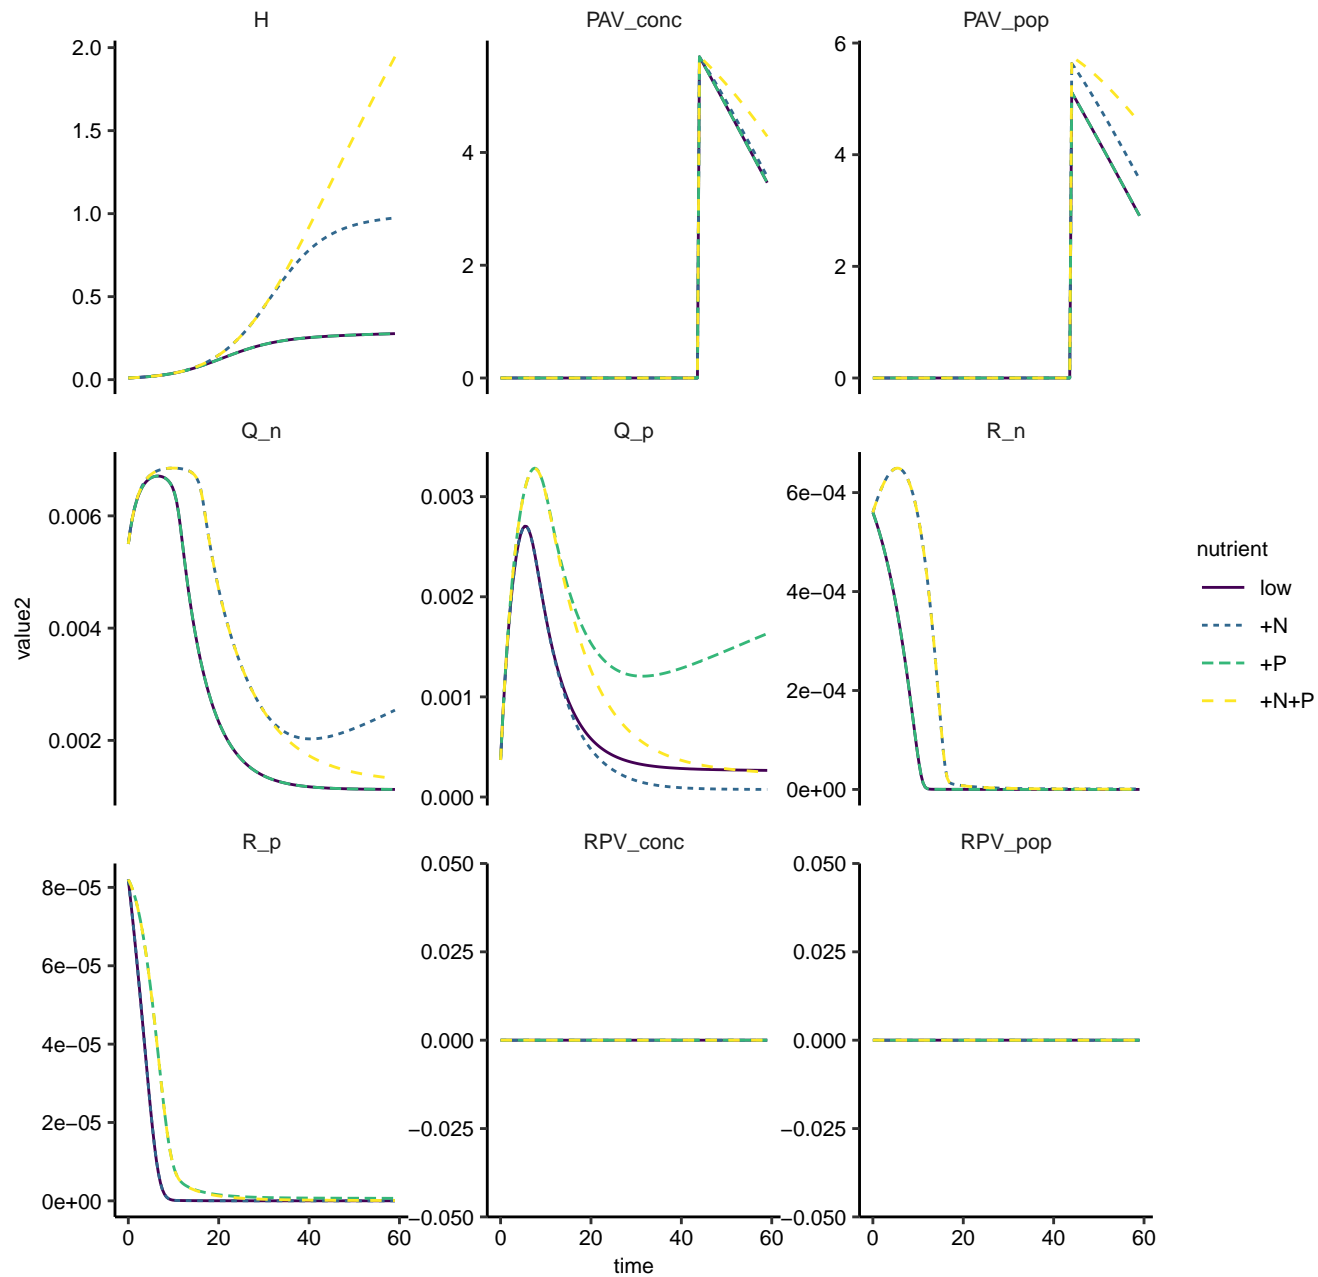 H PAV_conc PAV_pop
2.0
1.5
1.0
0.5
0.0
4
2
0
6
4
2
0
Q_n Q_p R_n
0.006
0.004
0.002
0.003
0.002
0.001
0.000
6e−04
4e−04
2e−04
0e+00
R_p RPV_conc RPV_pop
8e−05
6e−05
4e−05
2e−05
0e+00
0.050
0.025
0.000
−0.025
−0.050
0.050
0.025
0.000
−0.025
−0.050
0 20 40 60 0 20 40 60 0 20 40 60
time
value2
nutrient
low
+N
+P
+N+P